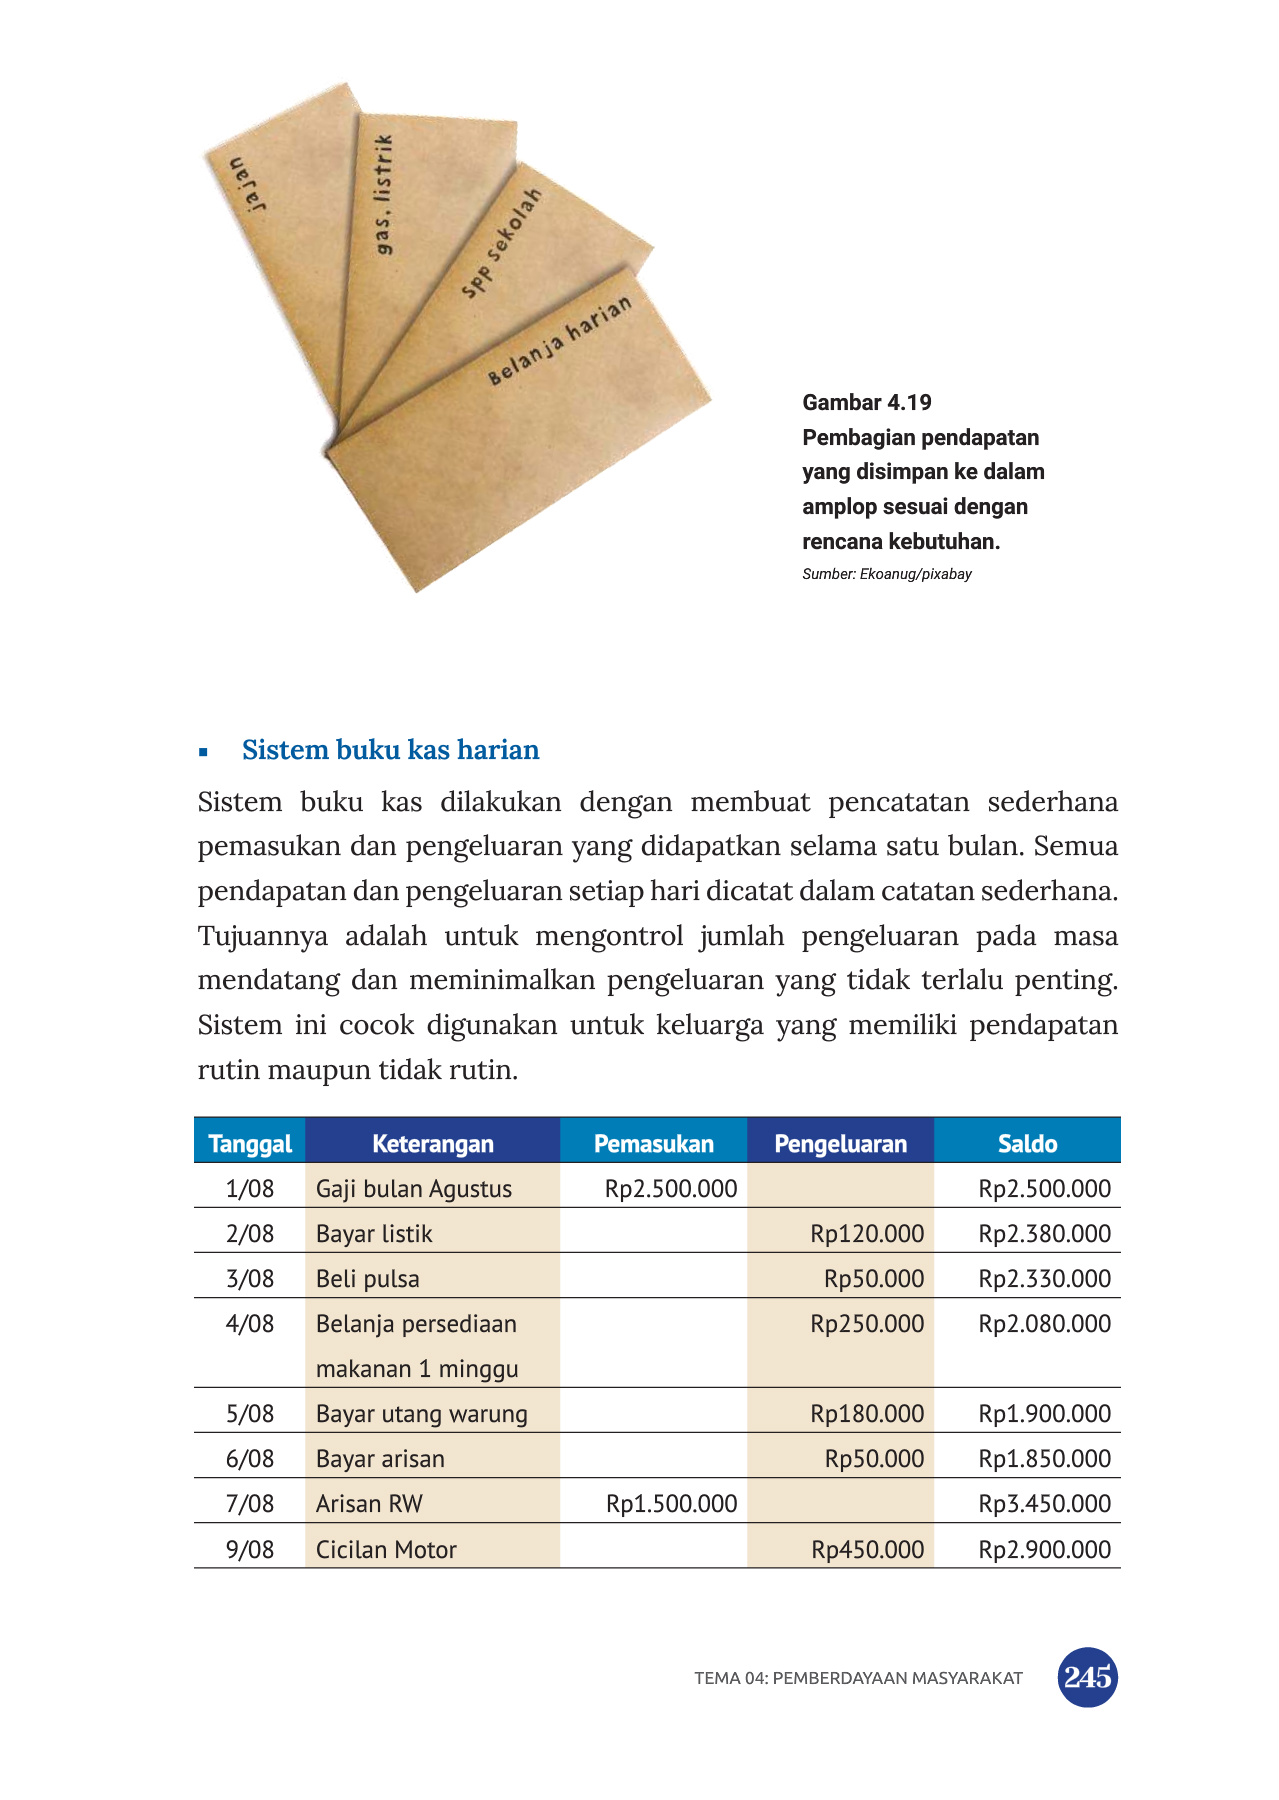 jajan
gas, listrik
spp sekolah
Belanja harian
Gambar 4.19
Pembagian pendapatan
yang disimpan ke dalam
amplop sesuai dengan
rencana kebutuhan.
Sumber: Ekoanug/pixabay
▪ Sistem buku kas harian
Sistem buku kas dilakukan dengan membuat pencatatan sederhana
pemasukan dan pengeluaran yang didapatkan selama satu bulan. Semua
pendapatan dan pengeluaran setiap hari dicatat dalam catatan sederhana.
Tujuannya adalah untuk mengontrol jumlah pengeluaran pada masa
mendatang dan meminimalkan pengeluaran yang tidak terlalu penting.
Sistem ini cocok digunakan untuk keluarga yang memiliki pendapatan
rutin maupun tidak rutin.
Tanggal Keterangan Pemasukan Pengeluaran Saldo
1/08 Gaji bulan Agustus Rp2.500.000 Rp2.500.000
2/08 Bayar listik Rp120.000 Rp2.380.000
3/08 Beli pulsa Rp50.000 Rp2.330.000
4/08 Belanja persediaan Rp250.000 Rp2.080.000
makanan 1 minggu
5/08 Bayar utang warung Rp180.000 Rp1.900.000
6/08 Bayar arisan Rp50.000 Rp1.850.000
7/08 Arisan RW Rp1.500.000 Rp3.450.000
9/08 Cicilan Motor Rp450.000 Rp2.900.000
TEMA 04: PEMBERDAYAAN MASYARAKAT 245